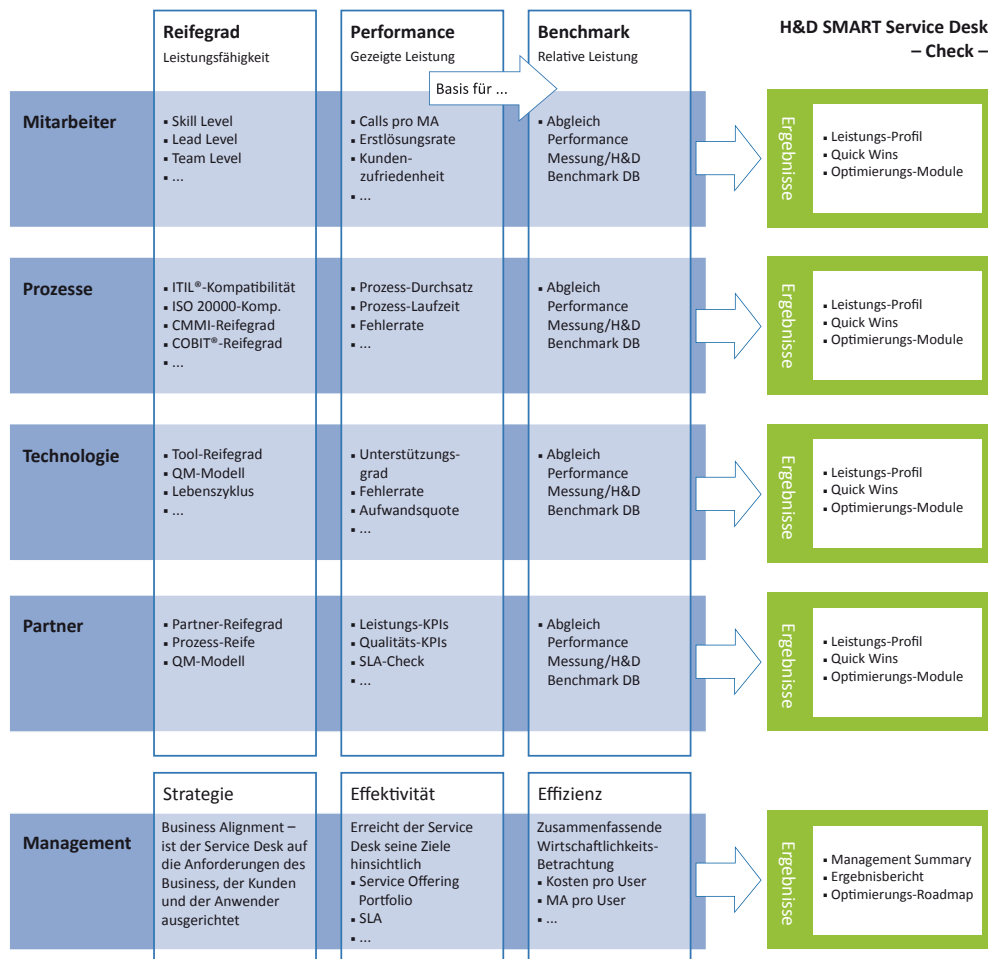 Reifegrad
Leistungsfähigkeit
Performance
Gezeigte Leistung
Benchmark
Relative Leistung
H&D SMART Service Desk
– Check –
Basis für ...
Mitarbeiter
▪ Skill Level
▪ Lead Level
▪ Team Level
▪ ...
▪ Calls pro MA
▪ Erstlösungsrate
▪ Kunden-
zufriedenheit
▪ ...
▪ Abgleich
Performance
Messung/H&D
Benchmark DB
Ergebnisse
▪ Leistungs-Profil
▪ Quick Wins
▪ Optimierungs-Module
Prozesse
▪ ITIL®-Kompatibilität
▪ ISO 20000-Komp.
▪ CMMI-Reifegrad
▪ COBIT®-Reifegrad
▪ ...
▪ Prozess-Durchsatz
▪ Prozess-Laufzeit
▪ Fehlerrate
▪ ...
▪ Abgleich
Performance
Messung/H&D
Benchmark DB
Ergebnisse
▪ Leistungs-Profil
▪ Quick Wins
▪ Optimierungs-Module
Technologie
▪ Tool-Reifegrad
▪ QM-Modell
▪ Lebenszyklus
▪ ...
▪ Unterstützungs-
grad
▪ Fehlerrate
▪ Aufwandsquote
▪ ...
▪ Abgleich
Performance
Messung/H&D
Benchmark DB
Ergebnisse
▪ Leistungs-Profil
▪ Quick Wins
▪ Optimierungs-Module
Partner
▪ Partner-Reifegrad
▪ Prozess-Reife
▪ QM-Modell
▪ Leistungs-KPIs
▪ Qualitäts-KPIs
▪ SLA-Check
▪ ...
▪ Abgleich
Performance
Messung/H&D
Benchmark DB
Ergebnisse
▪ Leistungs-Profil
▪ Quick Wins
▪ Optimierungs-Module
Strategie
Effektivität
Effizienz
Management
Business Alignment –
ist der Service Desk auf
die Anforderungen des
Business, der Kunden
und der Anwender
ausgerichtet
Erreicht der Service
Desk seine Ziele
hinsichtlich
▪ Service Offering
Portfolio
▪ SLA
▪ ...
Zusammenfassende
Wirtschaftlichkeits-
Betrachtung
▪ Kosten pro User
▪ MA pro User
▪ ...
Ergebnisse
▪ Management Summary
▪ Ergebnisbericht
▪ Optimierungs-Roadmap